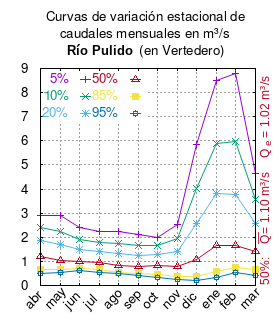 Curvas de variación estacional de
caudales mensuales en m³/s
Río Pulido (en Vertedero)
5% 50%
10% 85%
20% 95%
9
8
7
6
5
4
3
2
1
0
abr may jun jul ago sep oct nov dic ene feb mar
50%: Q= 1.10 m³/s Qe = 1.02 m³/s